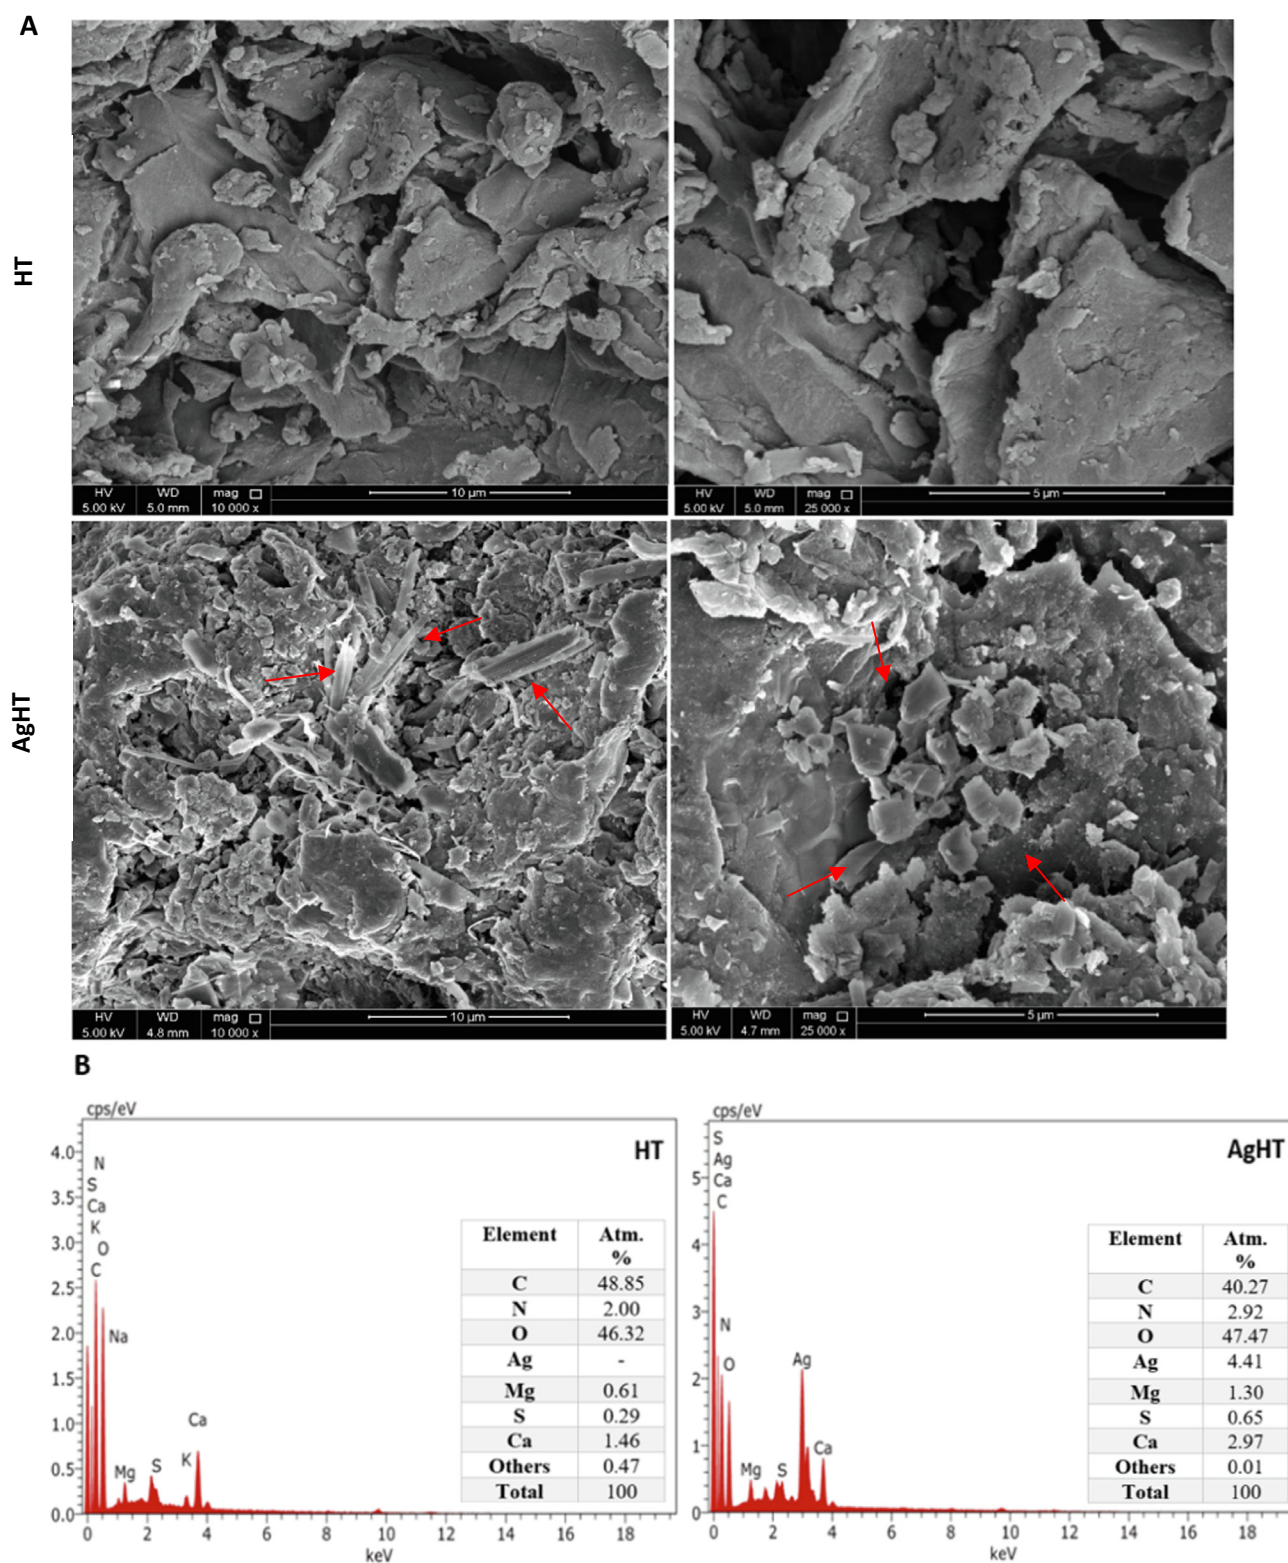 A
HT
HV WD mag □ 10 µm
5.00 kV 5.0 mm 10 000 x
HV WD mag □ 5 µm
5.00 kV 5.0 mm 25 000 x
AgHT
HV WD mag □ 10 µm
5.00 kV 4.8 mm 10 000 x
HV WD mag □ 5 µm
5.00 kV 4.7 mm 25 000 x
B
cps/eV
HT
4.0
3.5
3.0
2.5
2.0
1.5
1.0
0.5
0.0
N
S
Ca
K
O
C
Na
Mg
S
K
Ca
0 2 4 6 8 10 12 14 16 18
keV
Element Atm. %
C 48.85
N 2.00
O 46.32
Ag -
Mg 0.61
S 0.29
Ca 1.46
Others 0.47
Total 100
cps/eV
AgHT
5
4
3
2
1
0
S
Ag
Ca
C
N
O
Mg
S
Ag
Ca
0 2 4 6 8 10 12 14 16 18
keV
Element Atm. %
C 40.27
N 2.92
O 47.47
Ag 4.41
Mg 1.30
S 0.65
Ca 2.97
Others 0.01
Total 100